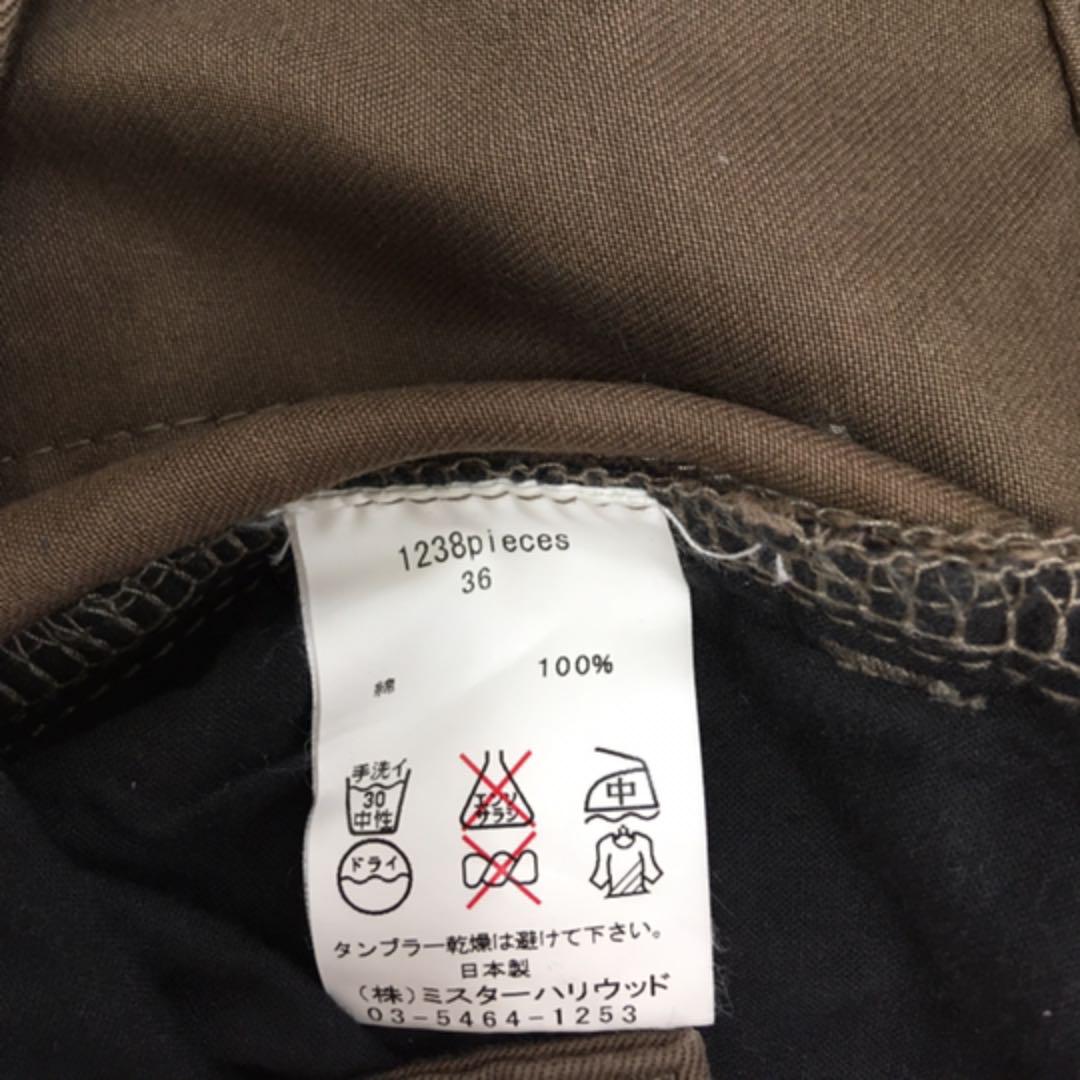 1238pieces
36
綿 100%
手洗イ
30
中性
エンソ
サラシ
中
ドライ
タンブラー乾燥は避けて下さい。
日本製
(株)ミスターハリウッド
03-5464-1253